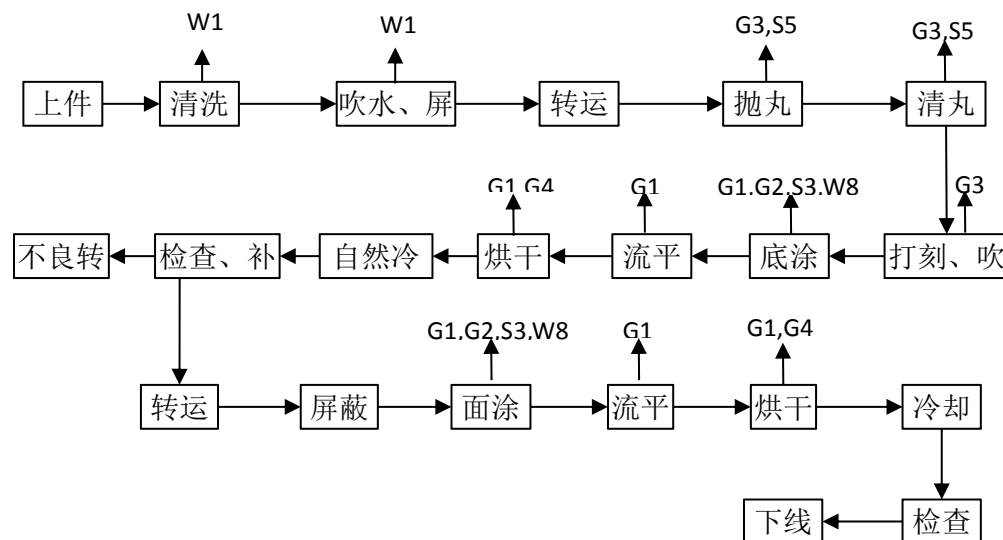 W1
W1
G3,S5
G3,S5
上件
清洗
吹水、屏
转运
抛丸
清丸
G1,G4
G1
G1,G2,S3,W8
G3
不良转
检查、补
自然冷
烘干
流平
底涂
打刻、吹
G1,G2,S3,W8
G1
G1,G4
转运
屏蔽
面涂
流平
烘干
冷却
下线
检查